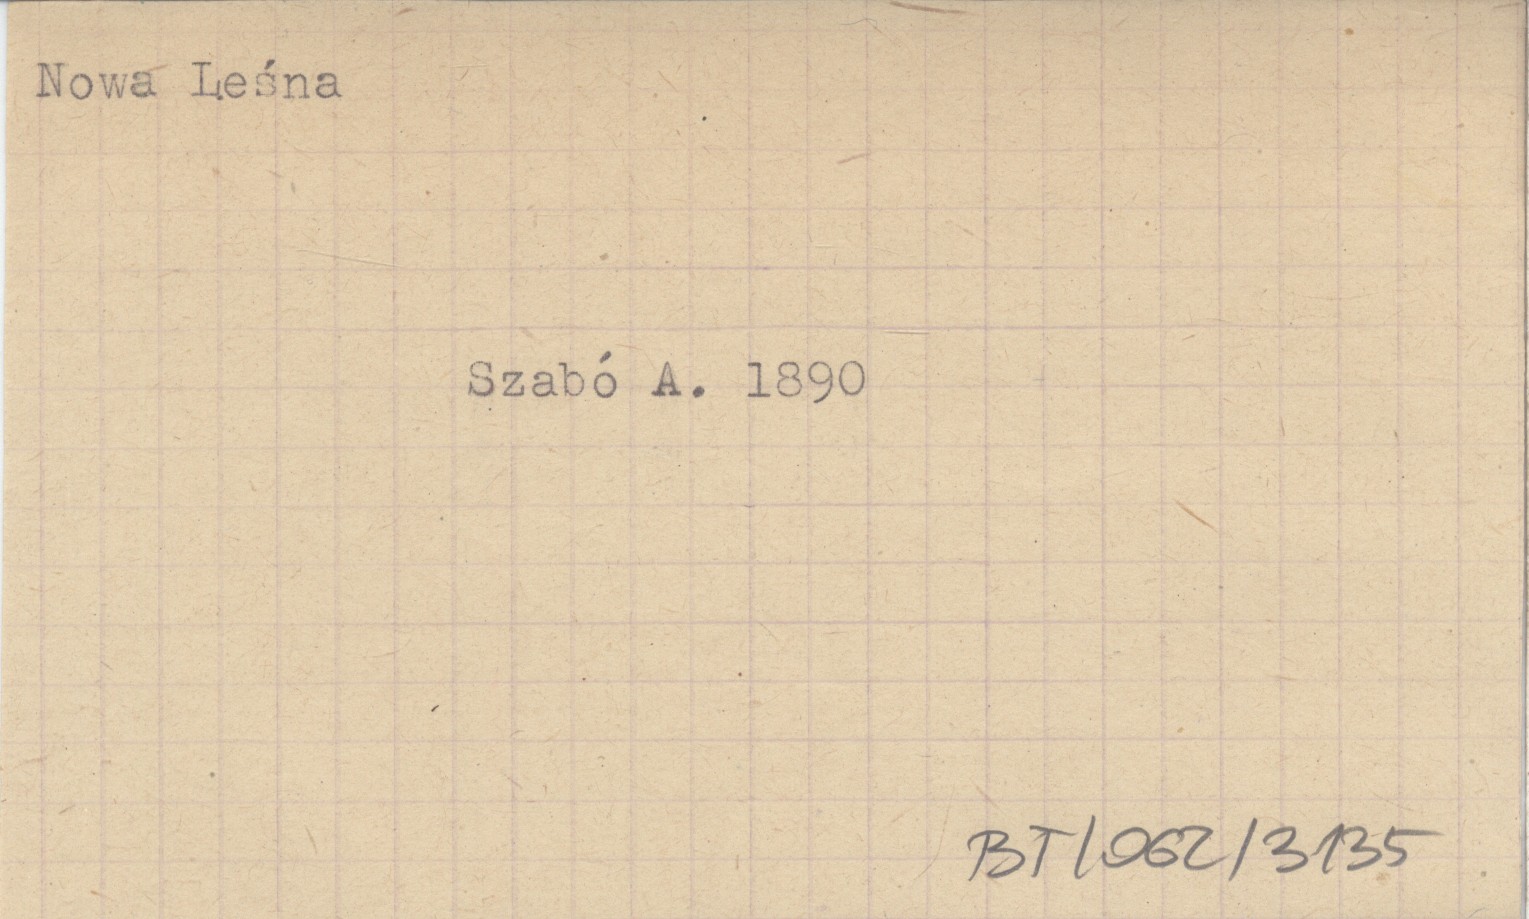 Nowa Leśna
Szabó A. 1890
BT/062/3135